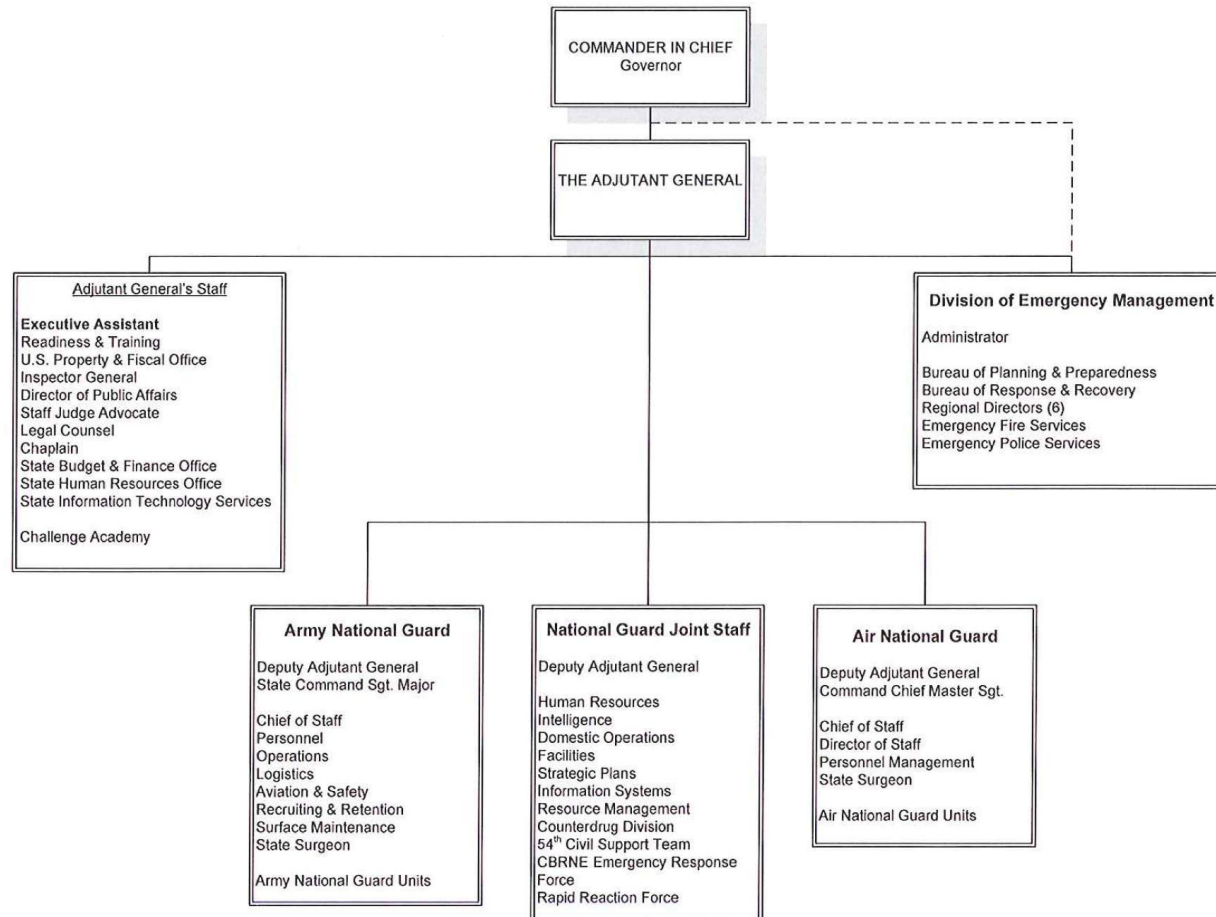 COMMANDER IN CHIEF
Governor
THE ADJUTANT GENERAL
Adjutant General's Staff
Executive Assistant
Readiness & Training
U.S. Property & Fiscal Office
Inspector General
Director of Public Affairs
Staff Judge Advocate
Legal Counsel
Chaplain
State Budget & Finance Office
State Human Resources Office
State Information Technology Services
Challenge Academy
Division of Emergency Management
Administrator
Bureau of Planning & Preparedness
Bureau of Response & Recovery
Regional Directors (6)
Emergency Fire Services
Emergency Police Services
Army National Guard
Deputy Adjutant General
State Command Sgt. Major
Chief of Staff
Personnel
Operations
Logistics
Aviation & Safety
Recruiting & Retention
Surface Maintenance
State Surgeon
Army National Guard Units
National Guard Joint Staff
Deputy Adjutant General
Human Resources
Intelligence
Domestic Operations
Facilities
Strategic Plans
Information Systems
Resource Management
Counterdrug Division
54th Civil Support Team
CBRNE Emergency Response
Force
Rapid Reaction Force
Air National Guard
Deputy Adjutant General
Command Chief Master Sgt.
Chief of Staff
Director of Staff
Personnel Management
State Surgeon
Air National Guard Units